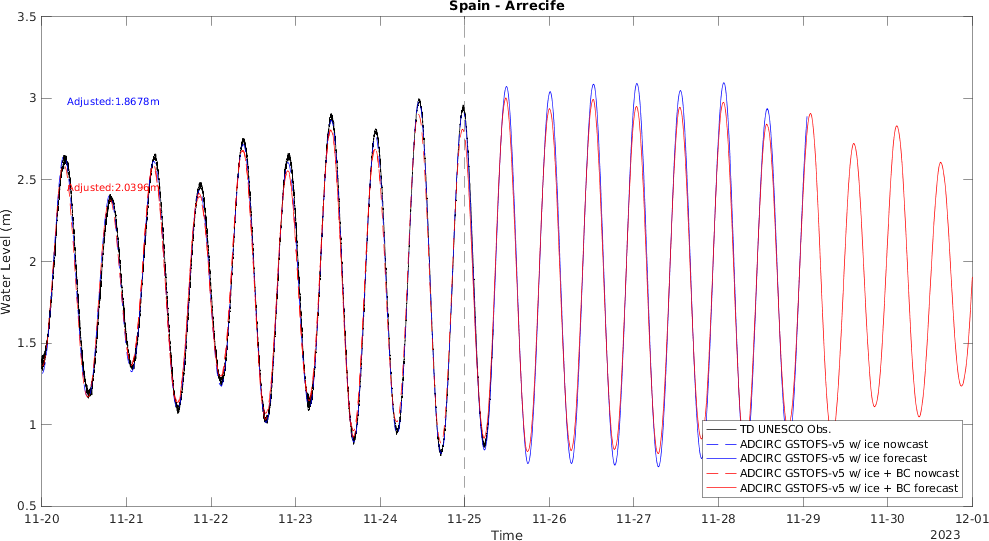 Spain - Arrecife
3.5
3
2.5
2
1.5
1
0.5
Water Level (m)
Adjusted:1.8678m
Adjusted:2.0396m
TD UNESCO Obs.
ADCIRC GSTOFS-v5 w/ ice nowcast
ADCIRC GSTOFS-v5 w/ ice forecast
ADCIRC GSTOFS-v5 w/ ice + BC nowcast
ADCIRC GSTOFS-v5 w/ ice + BC forecast
11-20 11-21 11-22 11-23 11-24 11-25 11-26 11-27 11-28 11-29 11-30 12-01
Time
2023